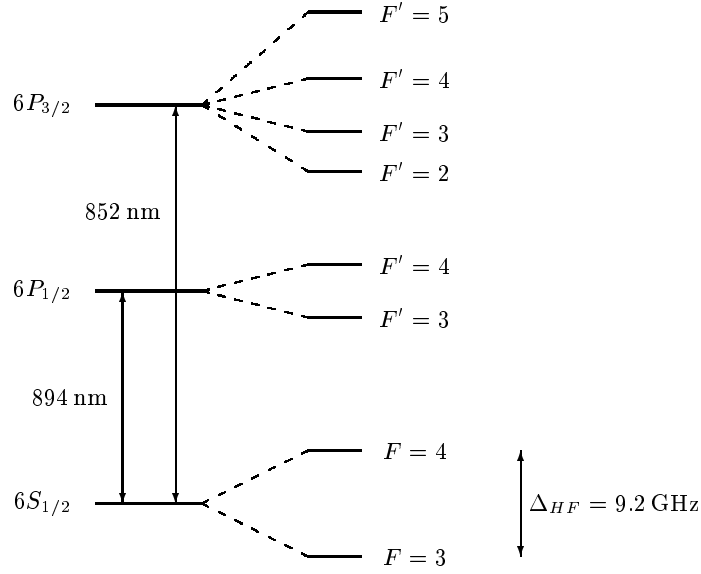 F′ = 5
F′ = 4
6P3/2
F′ = 3
F′ = 2
852 nm
F′ = 4
6P1/2
F′ = 3
894 nm
F = 4
6S1/2
ΔHF = 9.2 GHz
F = 3